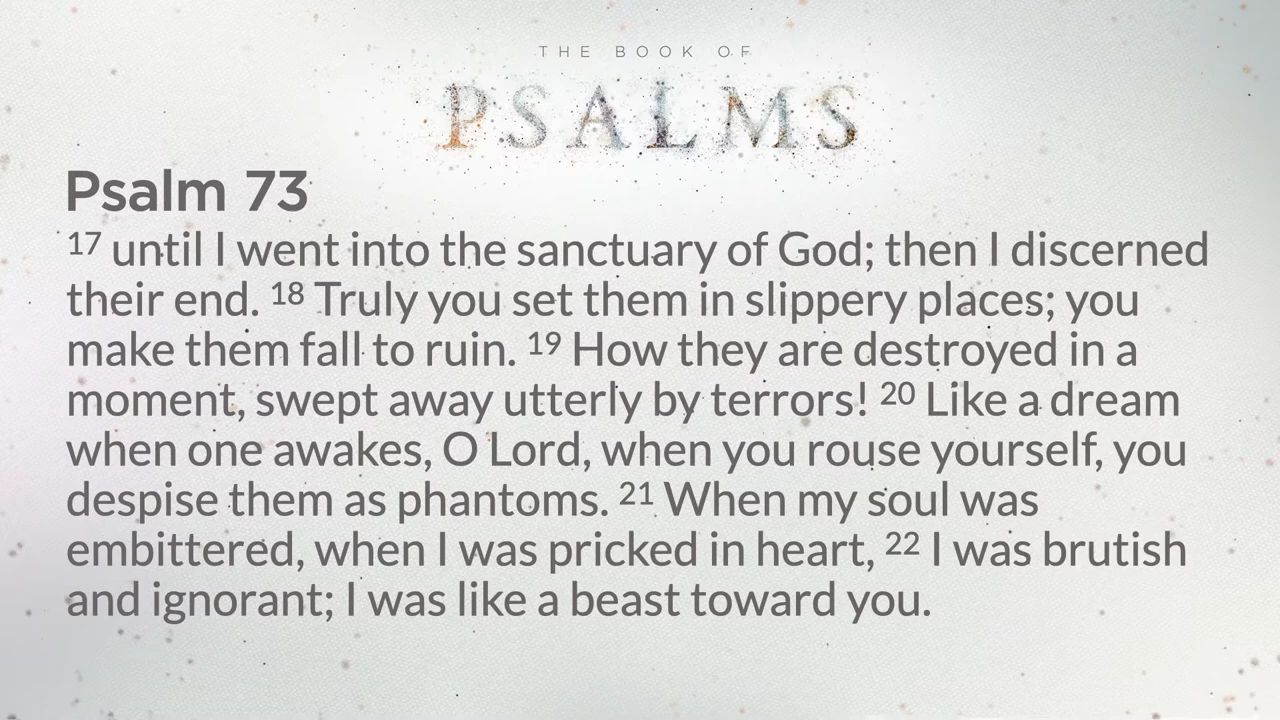 THE BOOK OF
PSALMS
Psalm 73
17 until I went into the sanctuary of God; then I discerned
their end. 18 Truly you set them in slippery places; you
make them fall to ruin. 19 How they are destroyed in a
moment, swept away utterly by terrors! 20 Like a dream
when one awakes, O Lord, when you rouse yourself, you
despise them as phantoms. 21 When my soul was
embittered, when I was pricked in heart, 22 I was brutish
and ignorant; I was like a beast toward you.